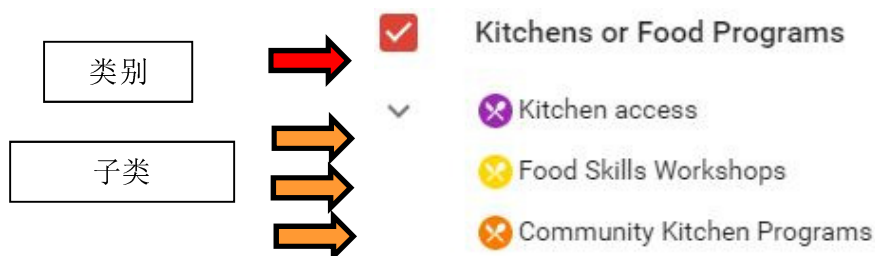 类别
Kitchens or Food Programs
Kitchen access
子类
Food Skills Workshops
Community Kitchen Programs